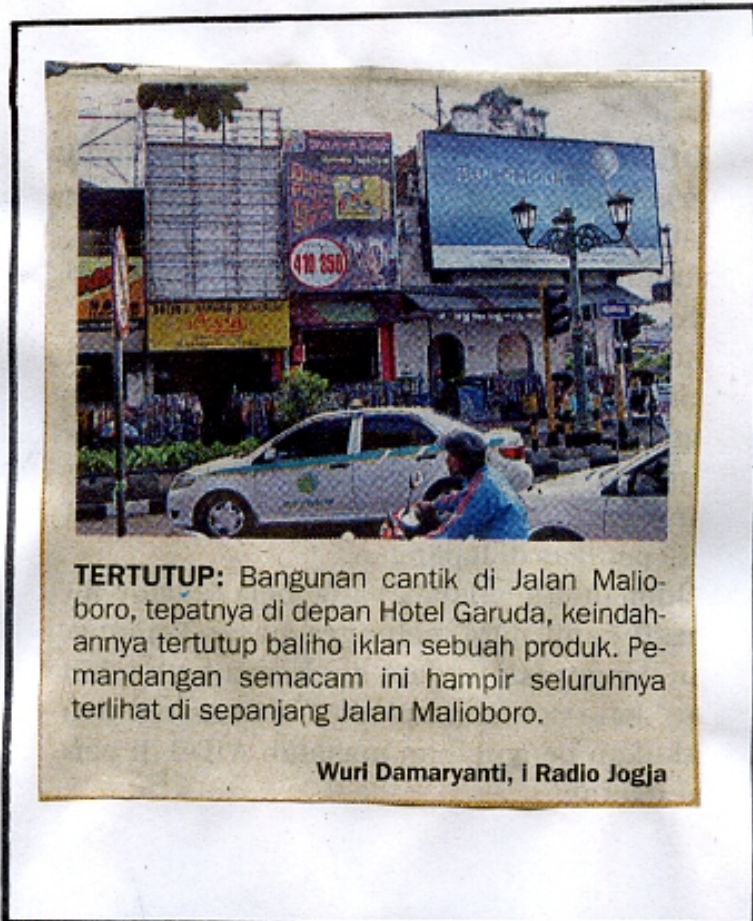 410 850
TERTUTUP: Bangunan cantik di Jalan Malio-
boro, tepatnya di depan Hotel Garuda, keindah-
annya tertutup baliho iklan sebuah produk. Pe-
mandangan semacam ini hampir seluruhnya
terlihat di sepanjang Jalan Malioboro.
Wuri Damaryanti, i Radio Jogja